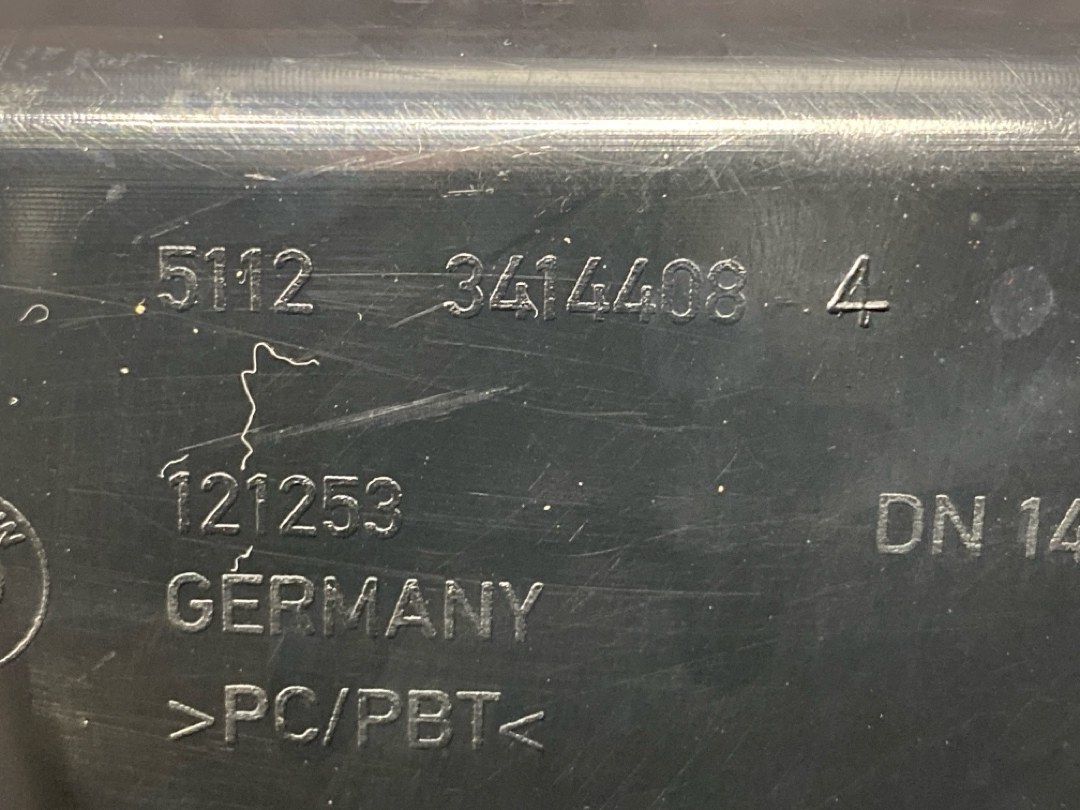 5112 3414408 - 4
121253
DN 14
GERMANY
>PC/PBT<